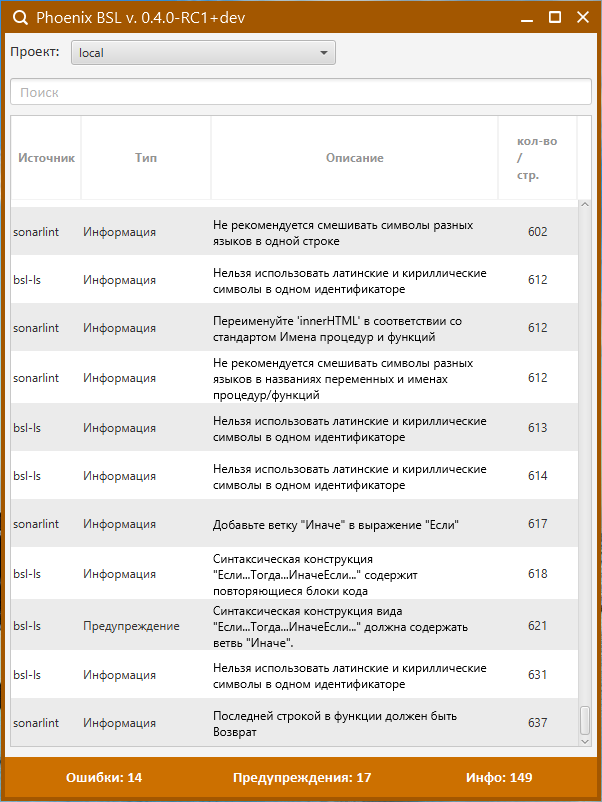 Phoenix BSL v. 0.4.0-RC1+dev
Проект: local
Поиск
Источник Тип Описание кол-во
/
стр.
sonarlint Информация Не рекомендуется смешивать символы разных
языков в одной строке 602
bsl-ls Информация Нельзя использовать латинские и кириллические
символы в одном идентификаторе 612
sonarlint Информация Переименуйте 'innerHTML' в соответствии со
стандартом Имена процедур и функций 612
sonarlint Информация Не рекомендуется смешивать символы разных
языков в названиях переменных и именах
процедур/функций 612
bsl-ls Информация Нельзя использовать латинские и кириллические
символы в одном идентификаторе 613
bsl-ls Информация Нельзя использовать латинские и кириллические
символы в одном идентификаторе 614
sonarlint Информация Добавьте ветку "Иначе" в выражение "Если" 617
bsl-ls Информация Синтаксическая конструкция
"Если...Тогда...ИначеЕсли..." содержит
повторяющиеся блоки кода 618
bsl-ls Предупреждение Синтаксическая конструкция вида
"Если...Тогда...ИначеЕсли..." должна содержать
ветвь "Иначе". 621
bsl-ls Информация Нельзя использовать латинские и кириллические
символы в одном идентификаторе 631
sonarlint Информация Последней строкой в функции должен быть
Возврат 637
Ошибки: 14 Предупреждения: 17 Инфо: 149